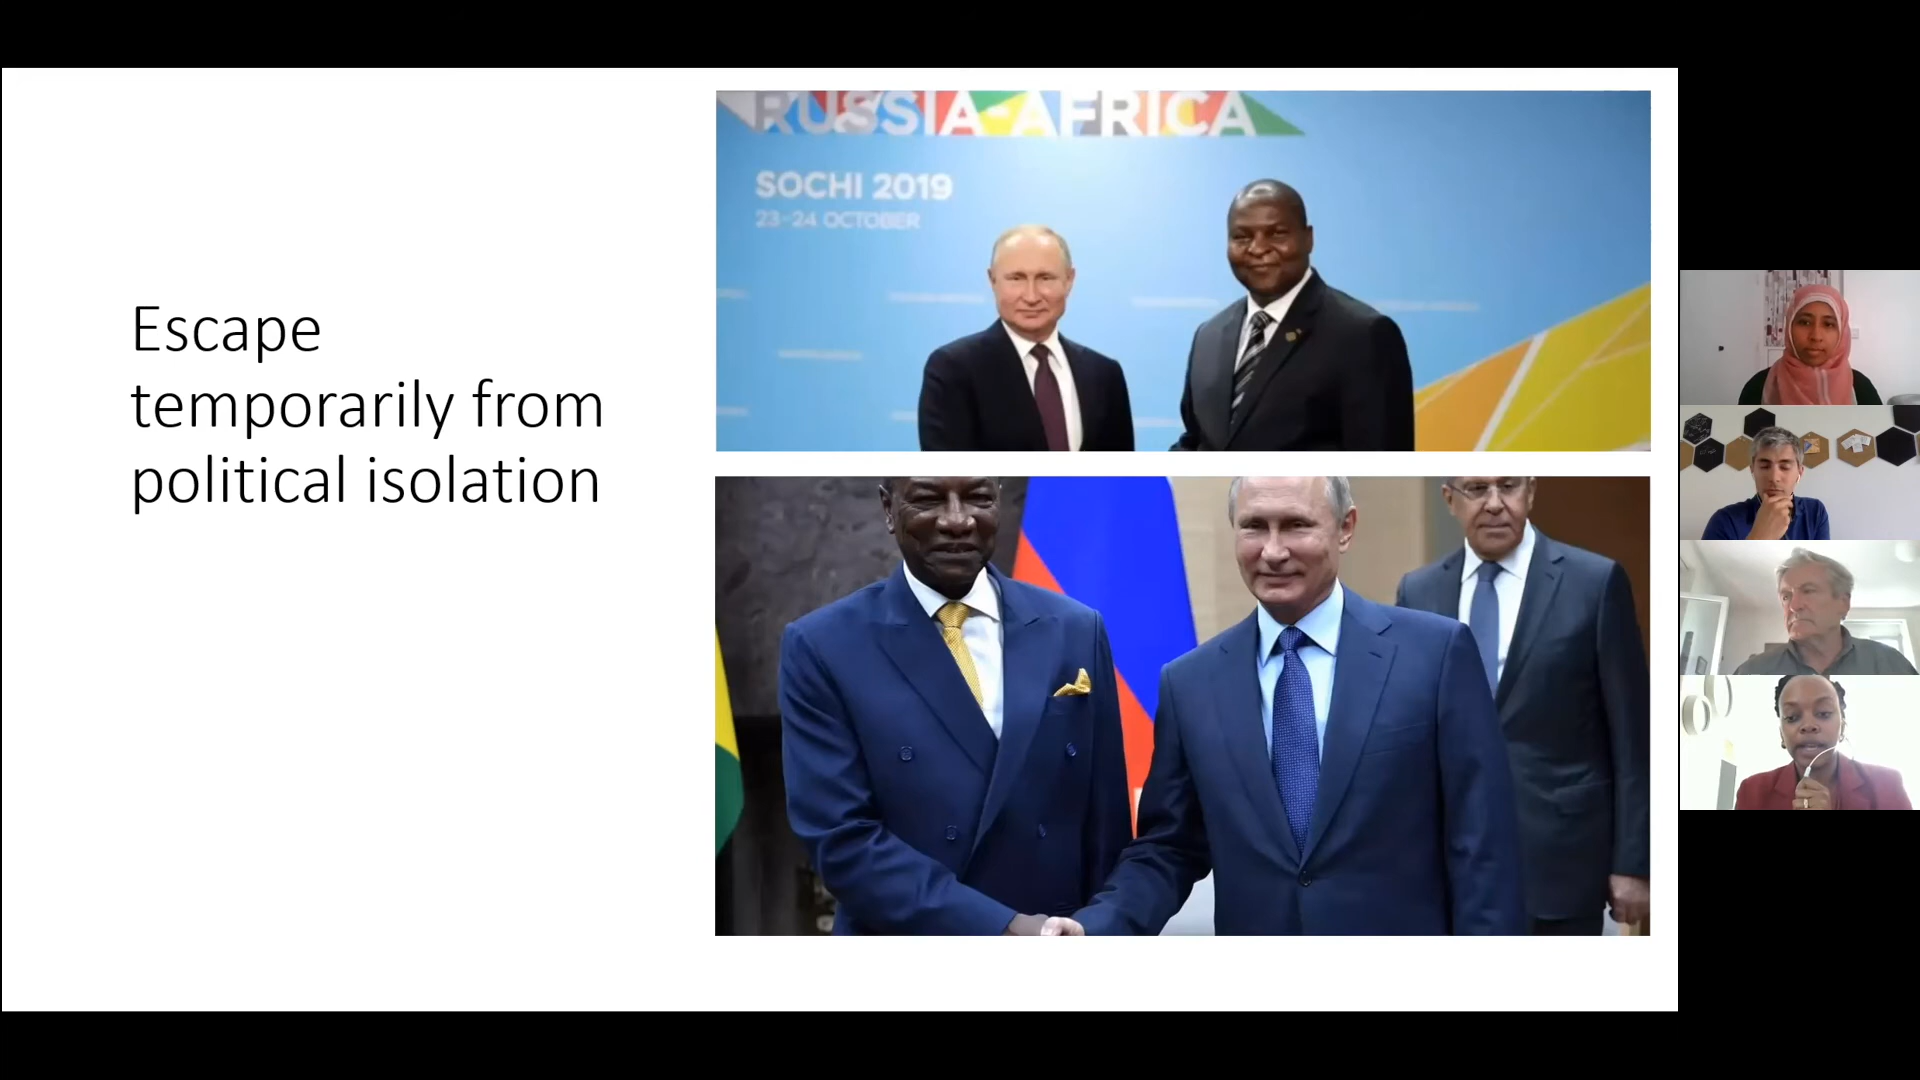 Escape
temporarily from
political isolation
RUSSIA-AFRICA
SOCHI 2019
23-24 OCTOBER